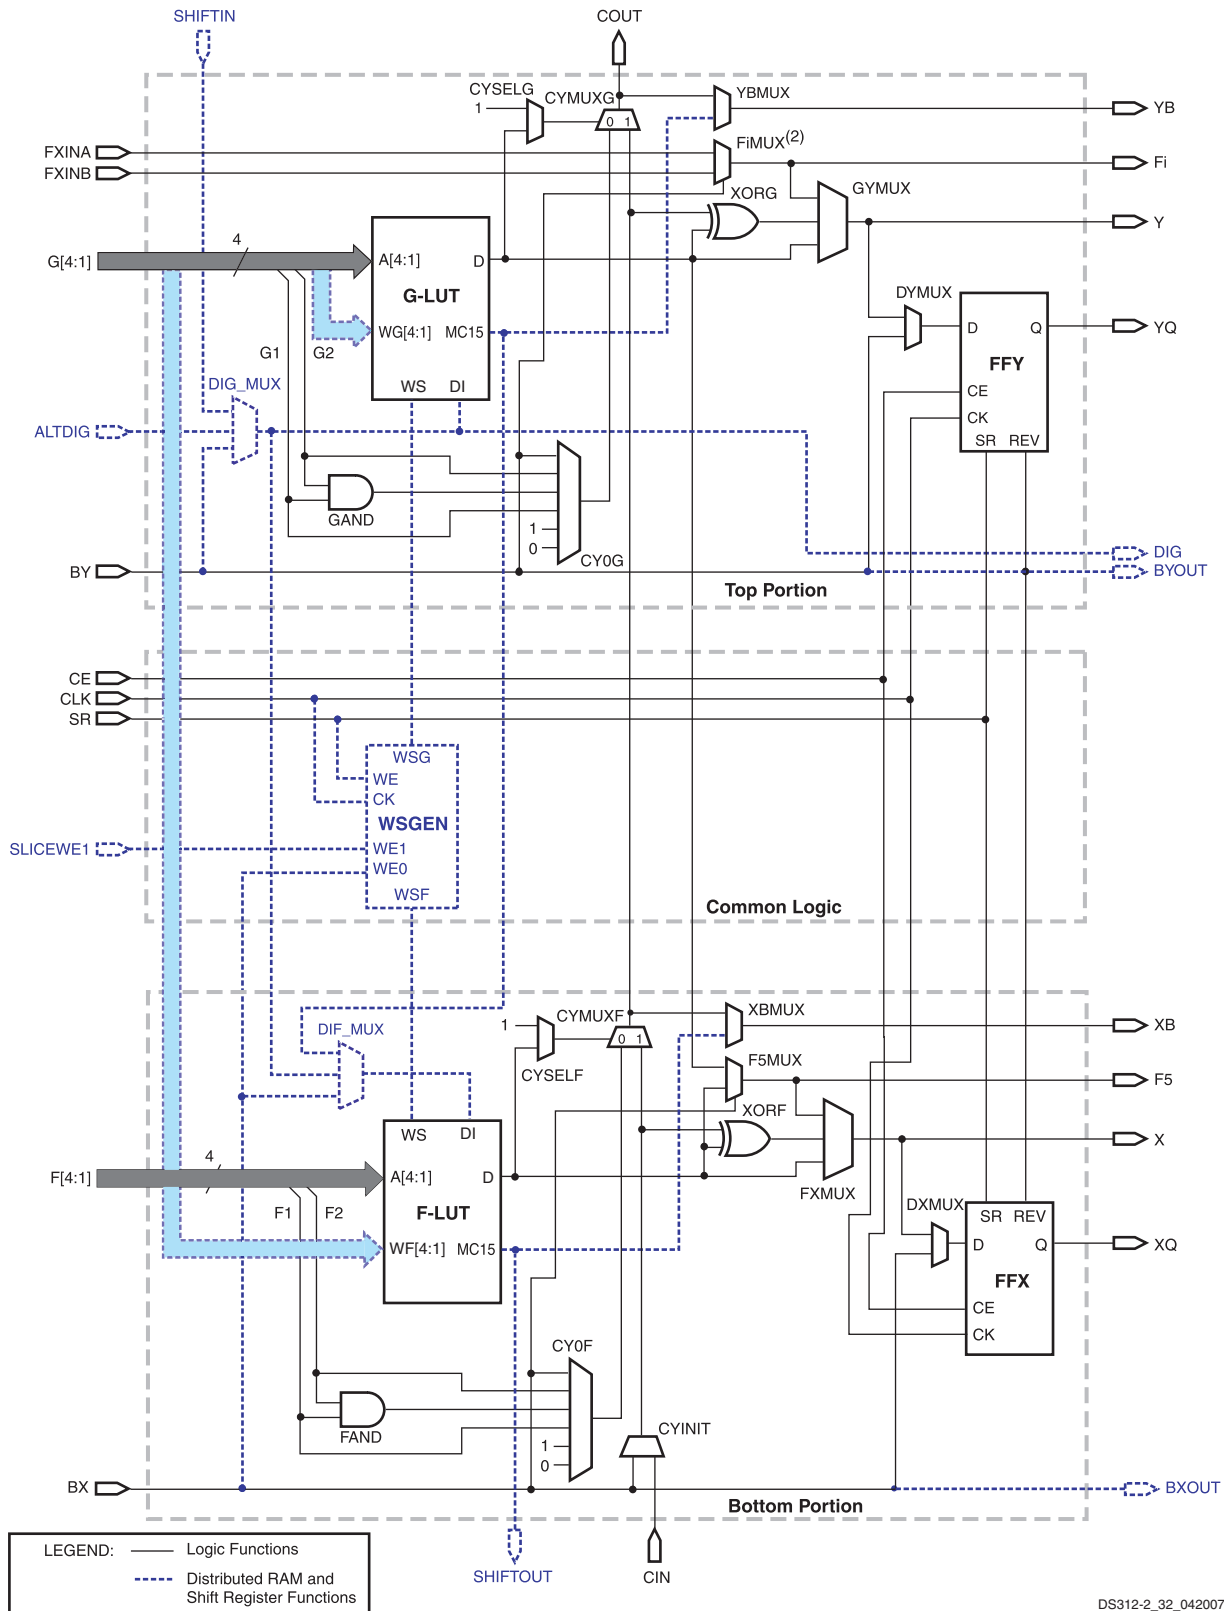 SHIFTIN
COUT
CYSELG
CYMUXG
YBMUX
1
0 1
YB
FXINA
FXINB
FiMUX(2)
Fi
XORG
GYMUX
Y
4
G[4:1]
A[4:1]
D
G-LUT
WG[4:1]
MC15
WS
DI
G1
G2
DYMUX
D
Q
YQ
FFY
CE
CK
SR
REV
DIG_MUX
ALTDIG
GAND
1
0
CY0G
DIG
BY
BYOUT
Top Portion
CE
CLK
SR
WSG
WE
CK
WSGEN
SLICEWE1
WE1
WE0
WSF
Common Logic
XBMUX
CYMUXF
1
0 1
XB
DIF_MUX
CYSELF
F5MUX
F5
XORF
WS
DI
X
4
F[4:1]
A[4:1]
D
FXMUX
F-LUT
F1
F2
DXMUX
SR
REV
WF[4:1]
MC15
D
Q
XQ
FFX
CE
CK
CY0F
FAND
1
0
CYINIT
BX
BXOUT
Bottom Portion
LEGEND:
Logic Functions
Distributed RAM and
Shift Register Functions
SHIFTOUT
CIN
DS312-2_32_042007